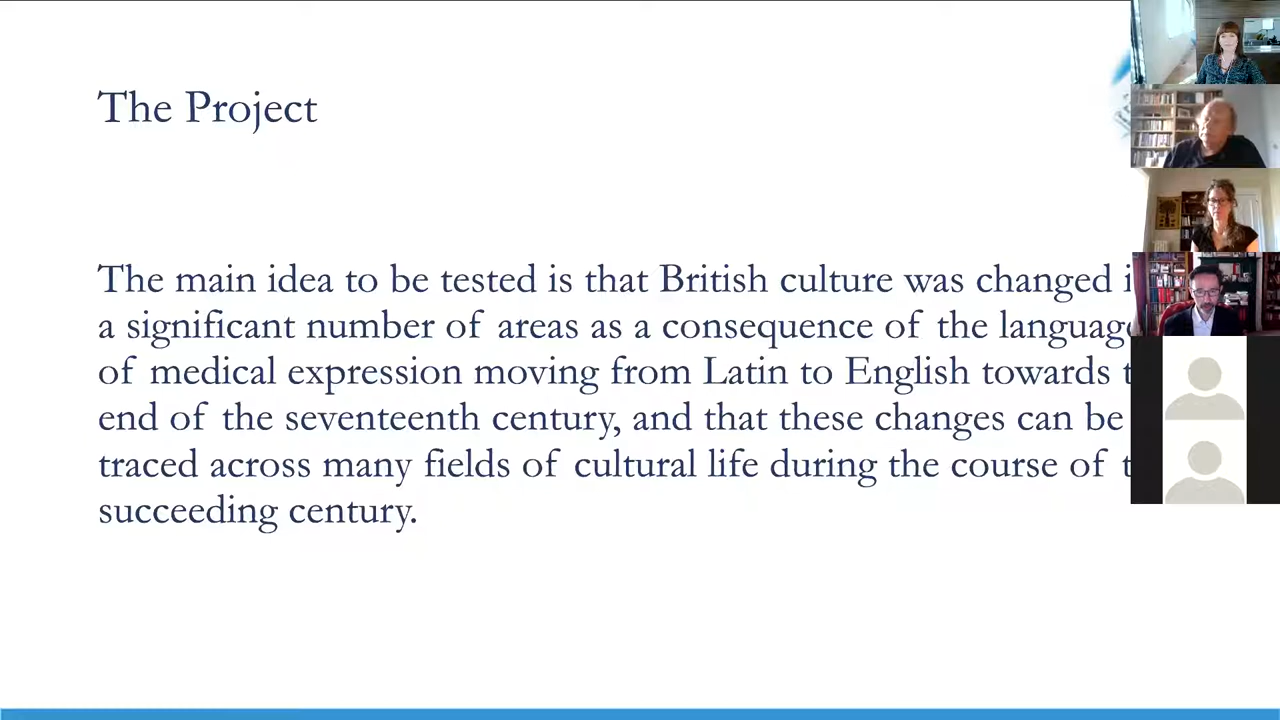 The Project
The main idea to be tested is that British culture was changed
a significant number of areas as a consequence of the language
of medical expression moving from Latin to English towards
end of the seventeenth century, and that these changes can be
traced across many fields of cultural life during the course of
succeeding century.